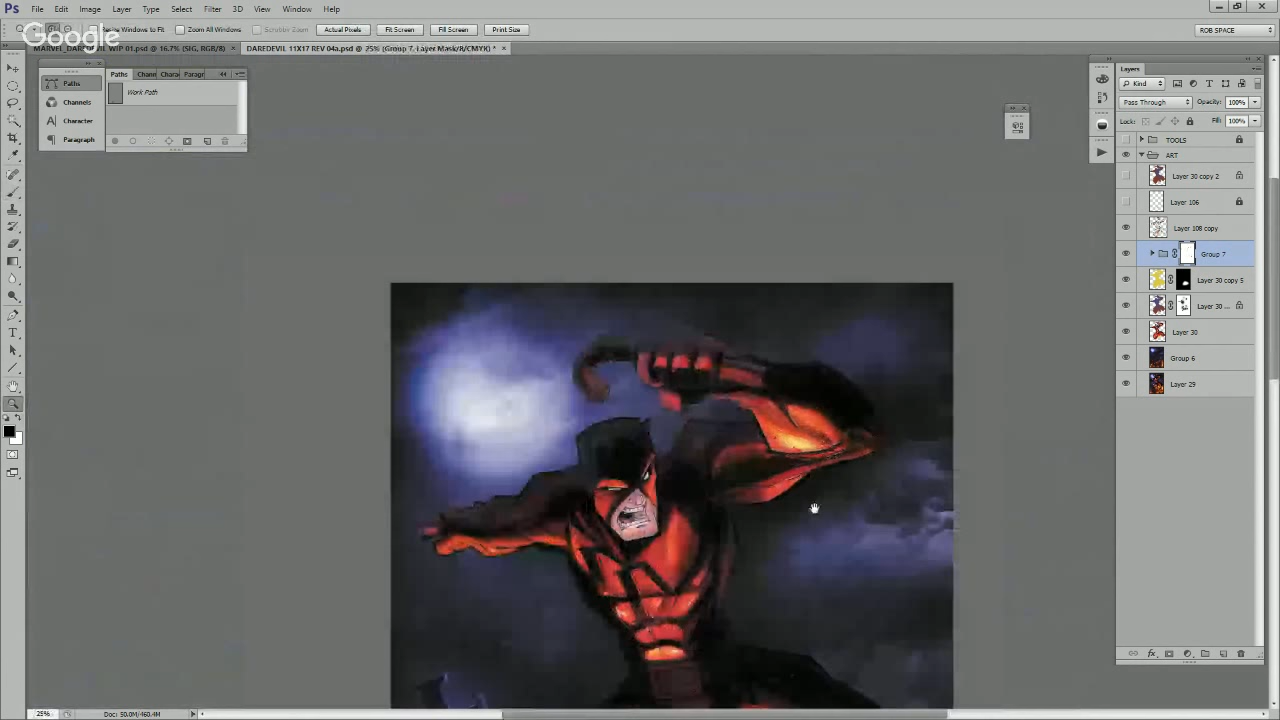 Ps File Edit Image Layer Type Select Filter 3D View Window Help
Resize Windows to Fit Zoom All Windows Scrubby Zoom Actual Pixels Fit Screen Fill Screen Print Size ROB SPACE
Google
MARVEL_DAREDEVIL WIP 01.psd @ 16.7% (SIG, RGB/8) × DAREDEVIL 11X17 REV 04a.psd @ 25% (Group 7, Layer Mask/8/CMYK) * ×
Paths
Channels
Character
Paragraph
Paths Chann Chara Paragr
Work Path
Layers
Kind
Pass Through Opacity: 100%
Lock: Fill: 100%
TOOLS
ART
Layer 30 copy 2
Layer 106
Layer 108 copy
Group 7
Layer 30 copy 5
Layer 30 ...
Layer 30
Group 6
Layer 29
25% Doc: 50.0M/460.4M